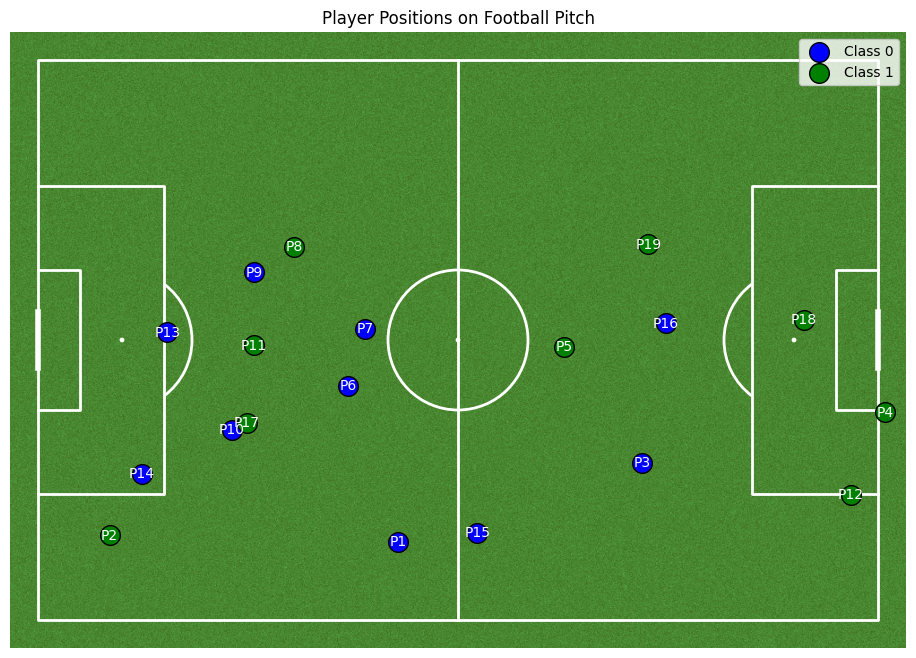 Player Positions on Football Pitch
Class 0
Class 1
P19
P8
P9
P18
P16
P7
P13
P11
P5
P6
P4
P17
P10
P3
P14
P12
P15
P2
P1